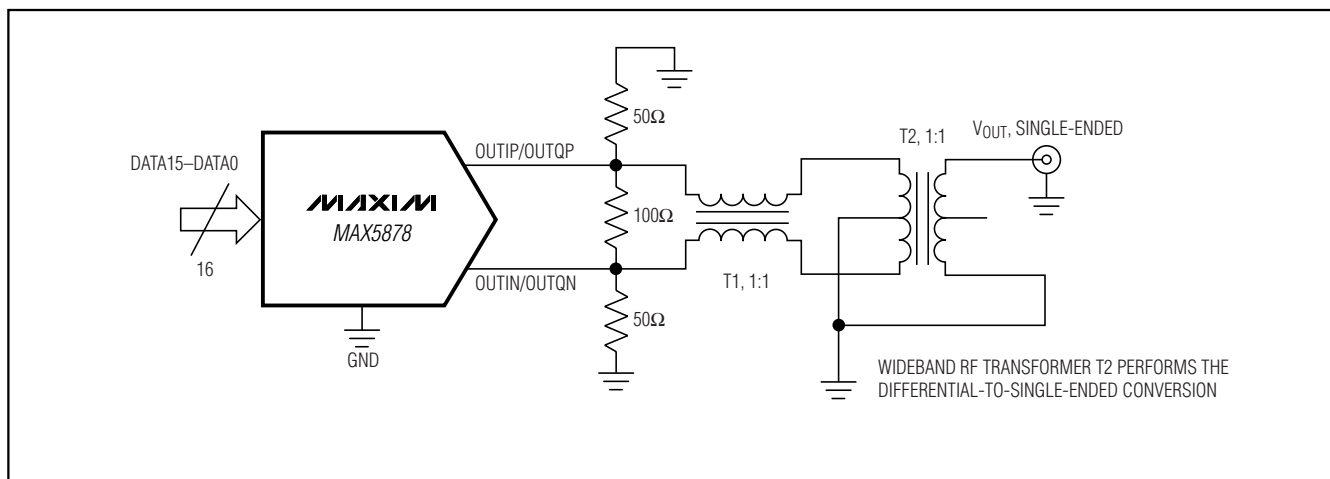 50Ω
T2, 1:1
VOUT, SINGLE-ENDED
DATA15–DATA0
OUTIP/OUTQP
MAXIM
MAX5878
100Ω
16
OUTIN/OUTQN
T1, 1:1
50Ω
GND
WIDEBAND RF TRANSFORMER T2 PERFORMS THE
DIFFERENTIAL-TO-SINGLE-ENDED CONVERSION